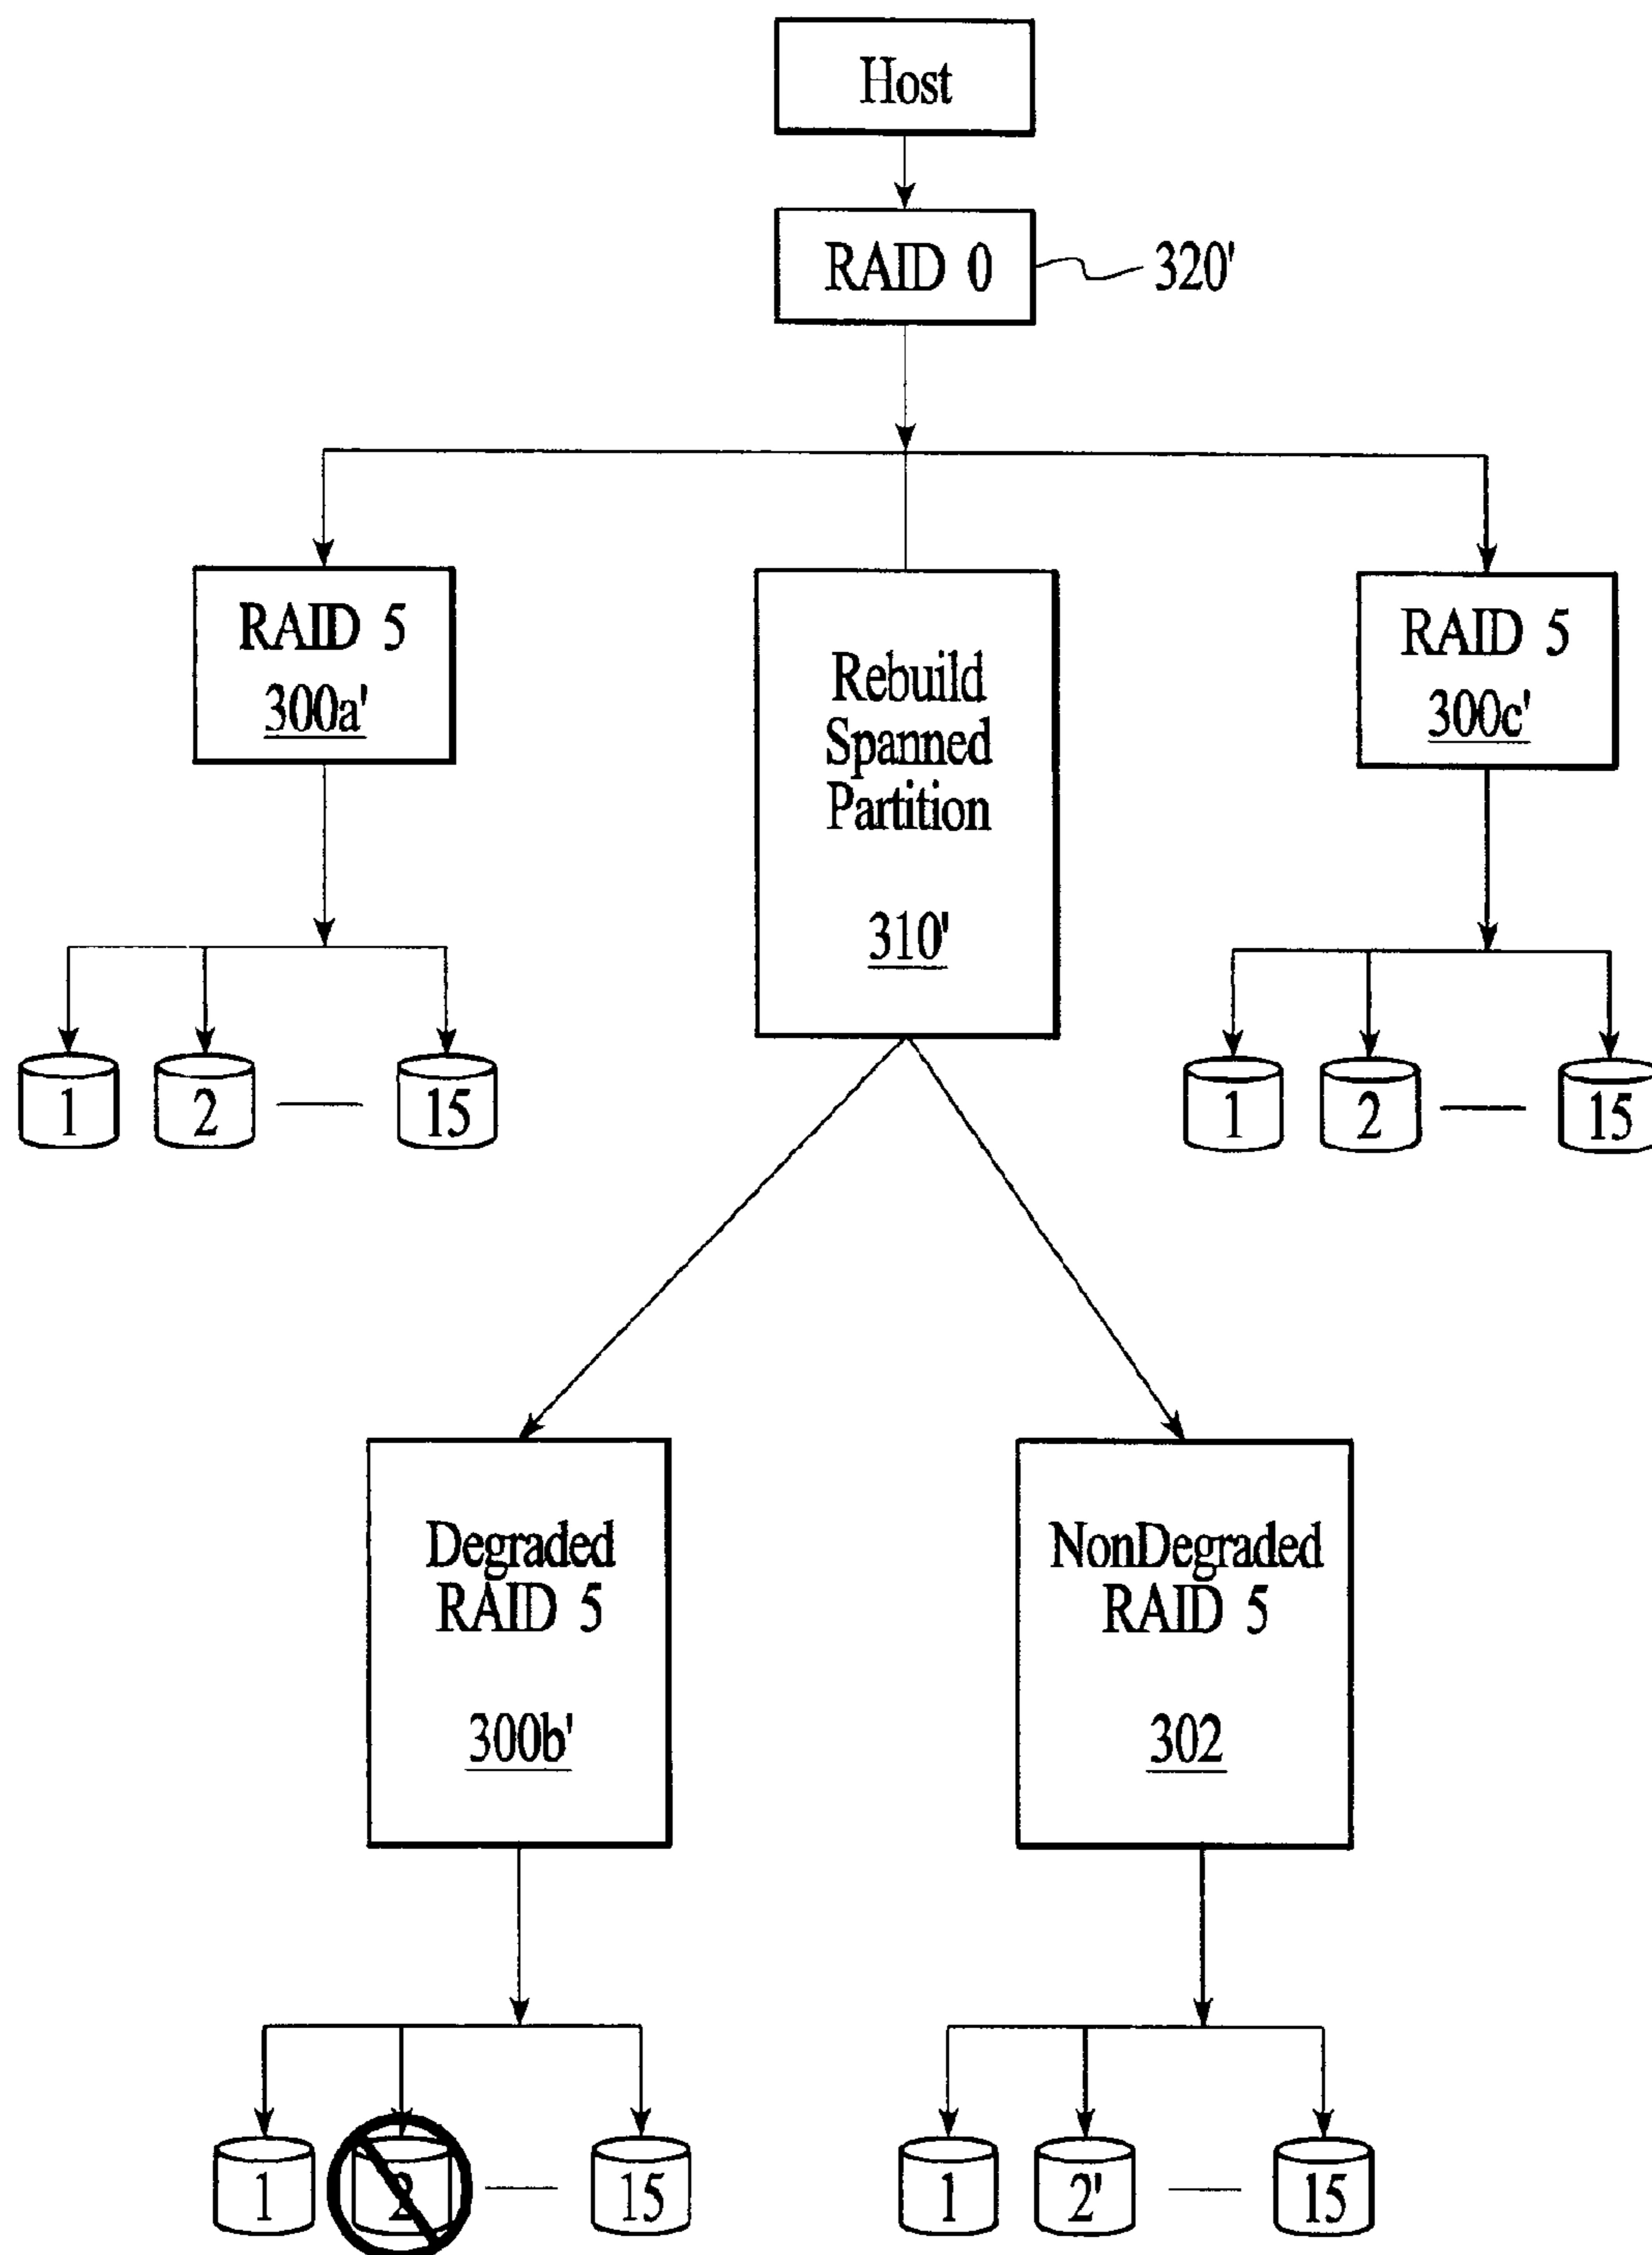 Host
RAID 0
320'
RAID 5
300a'
Rebuild
Spanned
Partition
310'
RAID 5
300c'
1
2
15
1
2
15
Degraded
RAID 5
300b'
NonDegraded
RAID 5
302
1
2
15
1
2'
15